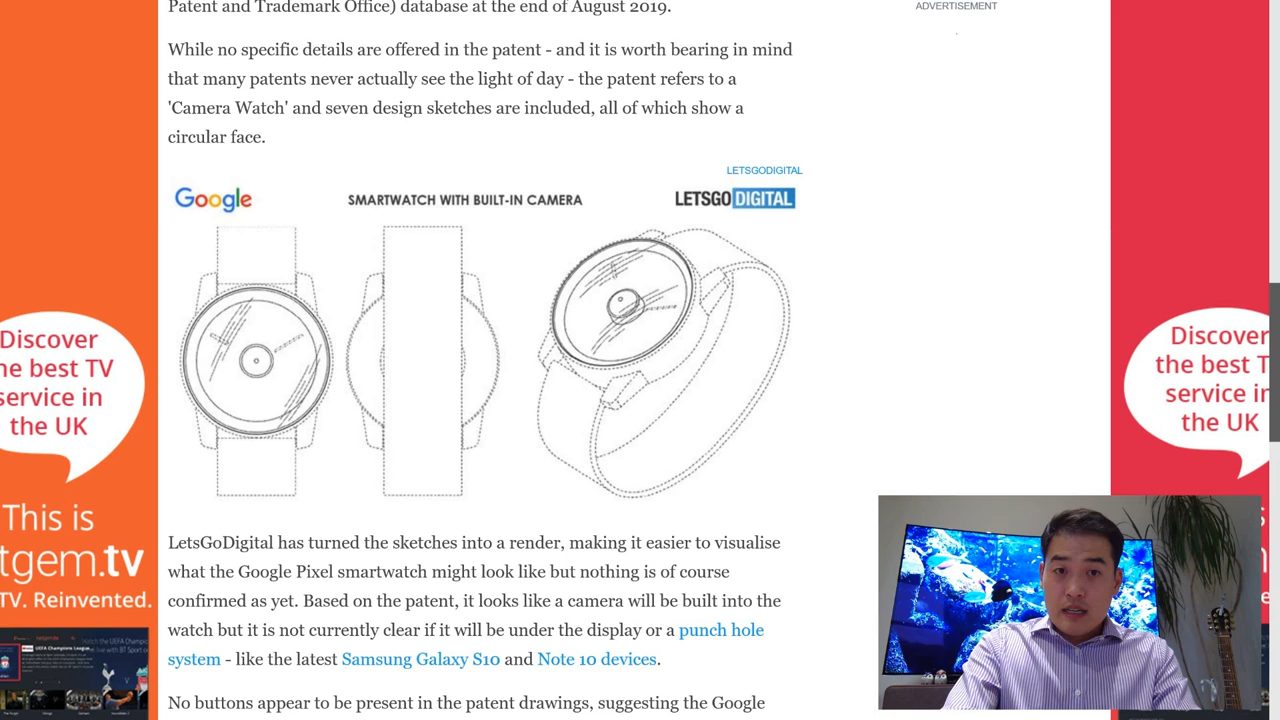 Patent and Trademark Office) database at the end of August 2019.
ADVERTISEMENT
While no specific details are offered in the patent - and it is worth bearing in mind
that many patents never actually see the light of day - the patent refers to a
'Camera Watch' and seven design sketches are included, all of which show a
circular face.
LETSGODIGITAL
Google
SMARTWATCH WITH BUILT-IN CAMERA
LETSGODIGITAL
LetsGoDigital has turned the sketches into a render, making it easier to visualise
what the Google Pixel smartwatch might look like but nothing is of course
confirmed as yet. Based on the patent, it looks like a camera will be built into the
watch but it is not currently clear if it will be under the display or a punch hole
system - like the latest Samsung Galaxy S10 and Note 10 devices.
No buttons appear to be present in the patent drawings, suggesting the Google
Discover
he best TV
service in
the UK
This is
tgem.tv
TV. Reinvented.
Discover
the best T
service in
the UK